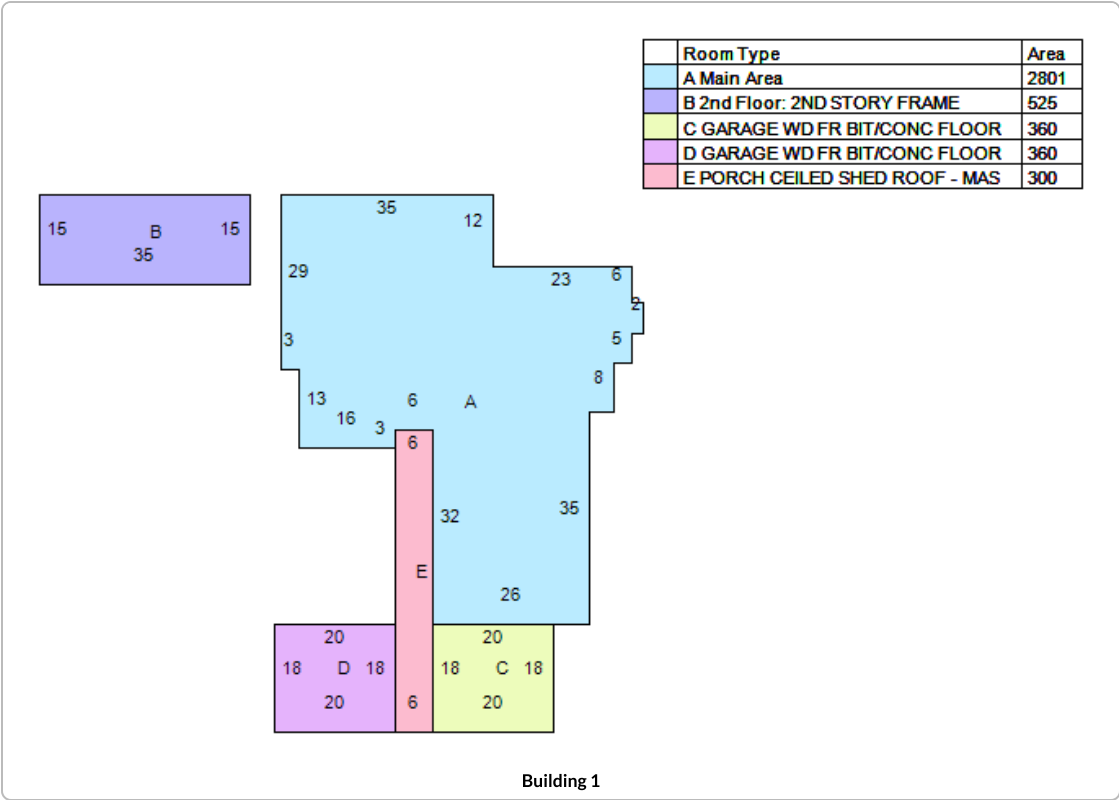 Room Type Area
A Main Area 2801
B 2nd Floor: 2ND STORY FRAME 525
C GARAGE WD FR BIT/CONC FLOOR 360
D GARAGE WD FR BIT/CONC FLOOR 360
E PORCH CEILED SHED ROOF - MAS 300
35
12
15 B 15
35
29
23 6
2
3
5
8
13
6 A
16
3
6
32 35
E
26
20 20
18 D 18 18 C 18
20 6 20
Building 1